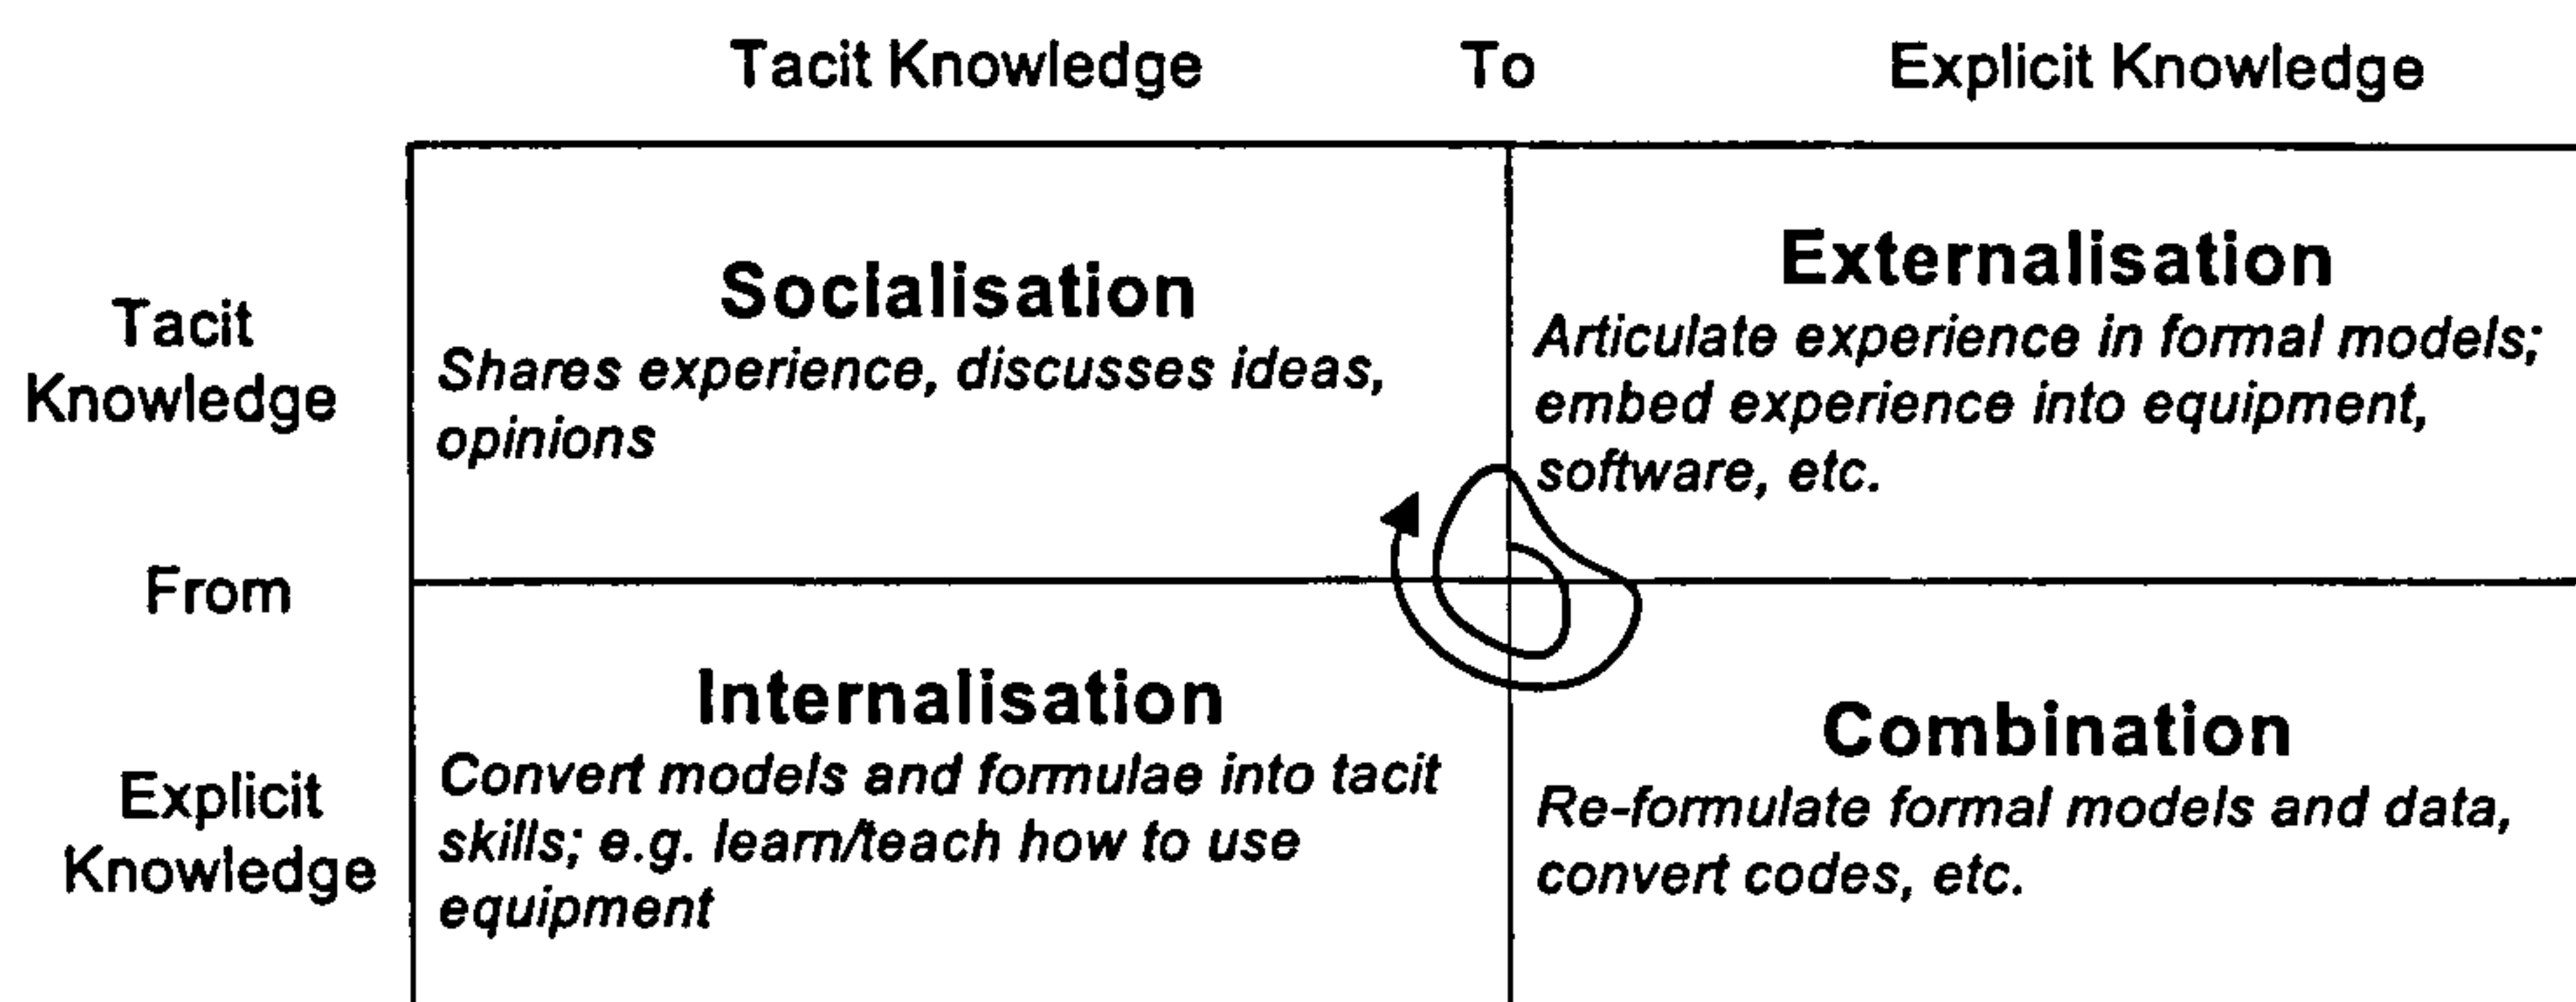 Tacit Knowledge To Explicit Knowledge
Tacit
Knowledge
Socialisation
Shares experience, discusses ideas,
opinions
Externalisation
Articulate experience in formal models;
embed experience into equipment,
software, etc.
From
Explicit
Knowledge
Internalisation
Convert models and formulae into tacit
skills; e.g. learn/teach how to use
equipment
Combination
Re-formulate formal models and data,
convert codes, etc.